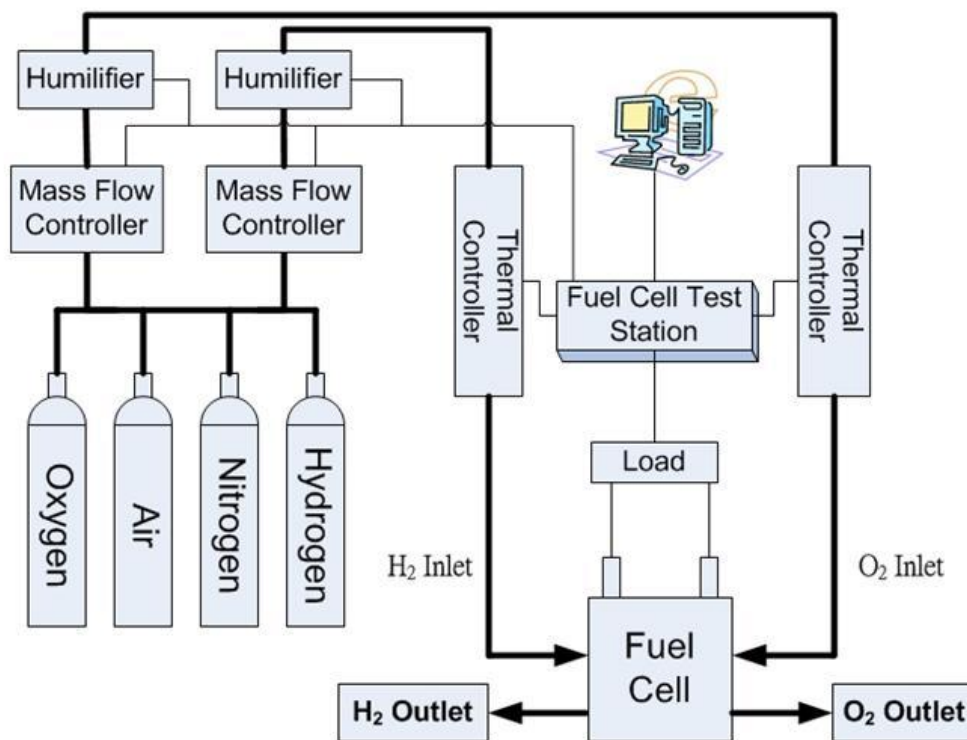 Humilifier
Humilifier
Mass Flow
Controller
Mass Flow
Controller
Thermal
Controller
Thermal
Controller
Fuel Cell Test
Station
Oxygen
Air
Nitrogen
Hydrogen
Load
H₂ Inlet
O₂ Inlet
Fuel
Cell
H₂ Outlet
O₂ Outlet